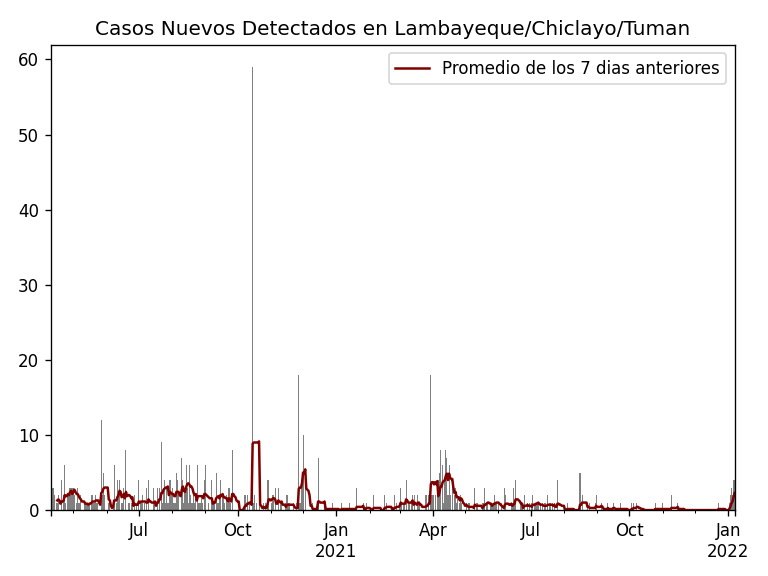 Casos Nuevos Detectados en Lambayeque/Chiclayo/Tuman
Promedio de los 7 dias anteriores
60
50
40
30
20
10
0
Jul
Oct
Jan
2021
Apr
Jul
Oct
Jan
2022